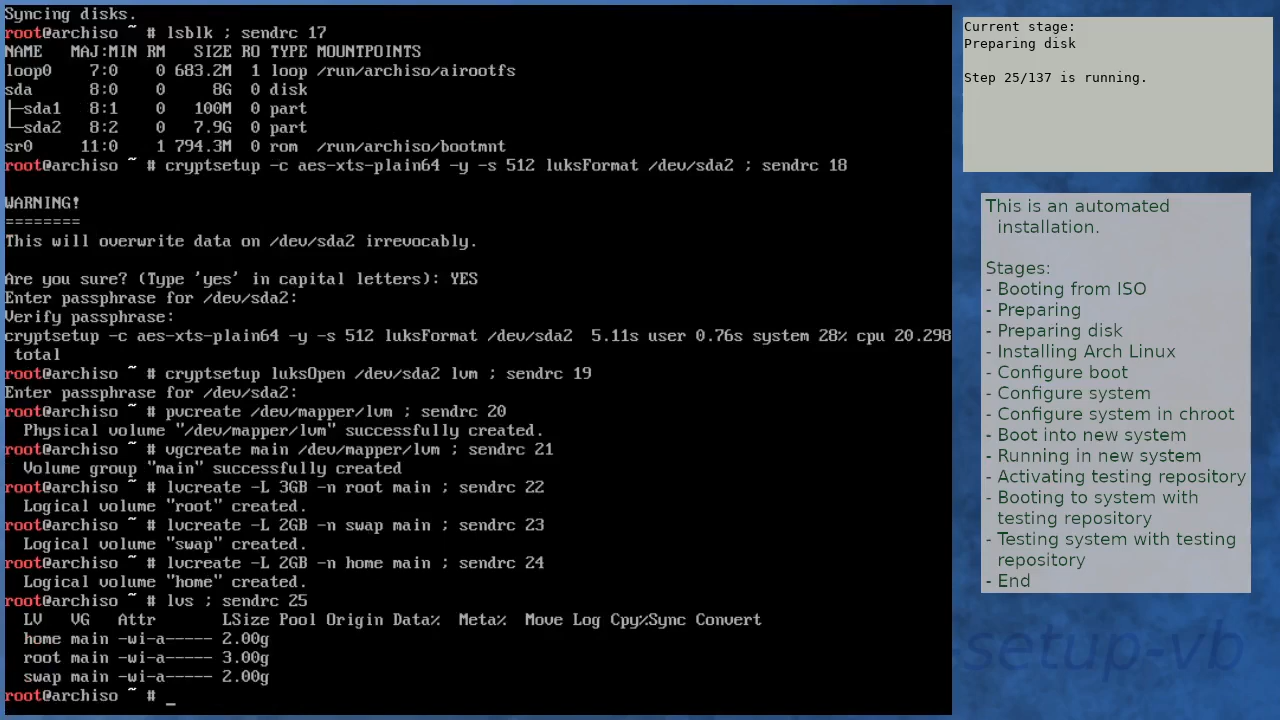 Syncing disks.
root@archiso ~ # lsblk ; sendrc 17
NAME   MAJ:MIN RM   SIZE RO TYPE MOUNTPOINTS
loop0    7:0    0 683.2M  1 loop /run/archiso/airootfs
sda      8:0    0     8G  0 disk
├─sda1   8:1    0   100M  0 part
└─sda2   8:2    0   7.9G  0 part
sr0     11:0    1 794.3M  0 rom  /run/archiso/bootmnt
root@archiso ~ # cryptsetup -c aes-xts-plain64 -y -s 512 luksFormat /dev/sda2 ; sendrc 18
WARNING!
========
This will overwrite data on /dev/sda2 irrevocably.
Are you sure? (Type 'yes' in capital letters): YES
Enter passphrase for /dev/sda2:
Verify passphrase:
cryptsetup -c aes-xts-plain64 -y -s 512 luksFormat /dev/sda2  5.11s user 0.76s system 28% cpu 20.298
 total
root@archiso ~ # cryptsetup luksOpen /dev/sda2 lvm ; sendrc 19
Enter passphrase for /dev/sda2:
root@archiso ~ # pvcreate /dev/mapper/lvm ; sendrc 20
  Physical volume "/dev/mapper/lvm" successfully created.
root@archiso ~ # vgcreate main /dev/mapper/lvm ; sendrc 21
  Volume group "main" successfully created
root@archiso ~ # lvcreate -L 3GB -n root main ; sendrc 22
  Logical volume "root" created.
root@archiso ~ # lvcreate -L 2GB -n swap main ; sendrc 23
  Logical volume "swap" created.
root@archiso ~ # lvcreate -L 2GB -n home main ; sendrc 24
  Logical volume "home" created.
root@archiso ~ # lvs ; sendrc 25
  LV   VG   Attr       LSize Pool Origin Data%  Meta%  Move Log Cpy%Sync Convert
  home main -wi-a----- 2.00g
  root main -wi-a----- 3.00g
  swap main -wi-a----- 2.00g
root@archiso ~ # _
Current stage:
Preparing disk
Step 25/137 is running.
This is an automated
installation.
Stages:
- Booting from ISO
- Preparing
- Preparing disk
- Installing Arch Linux
- Configure boot
- Configure system
- Configure system in chroot
- Boot into new system
- Running in new system
- Activating testing repository
- Booting to system with
testing repository
- Testing system with testing
repository
- End
setup-vb